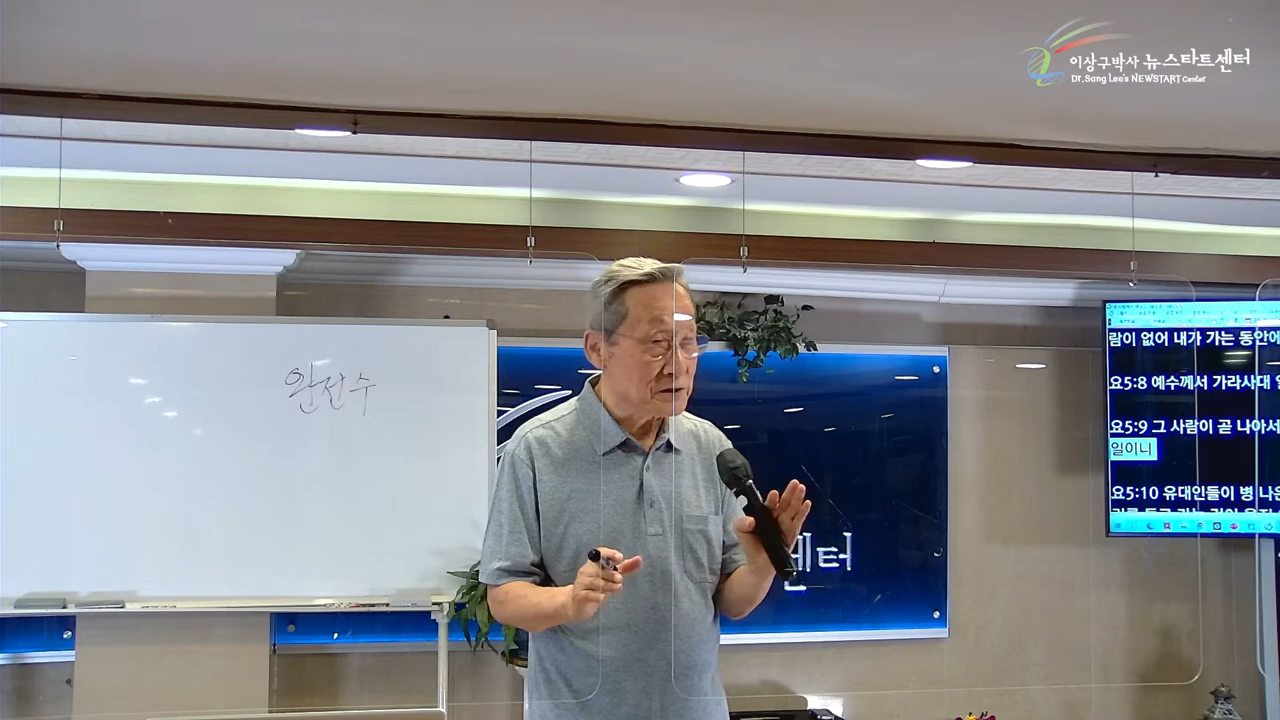 이상구박사 뉴스타트센터
Dr. Sang Lee's NEWSTART Center
완전수
람이 없어 내가 가는 동안에
요5:8 예수께서 가라사대
요5:9 그 사람이 곧 나아서
일이니
요5:10 유대인들이 병 나은
센터